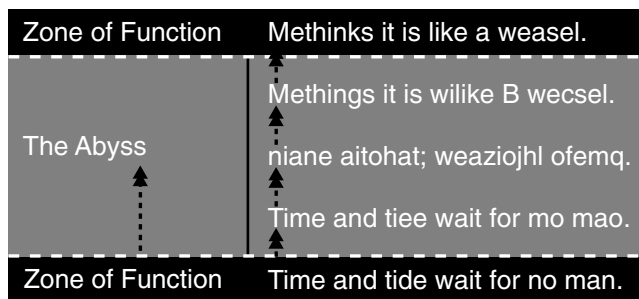 Zone of Function Methinks it is like a weasel.
Methings it is wilike B wecsel.
The Abyss niane aitohat; weaziojhl ofemq.
Time and tiee wait for mo mao.
Zone of Function Time and tide wait for no man.